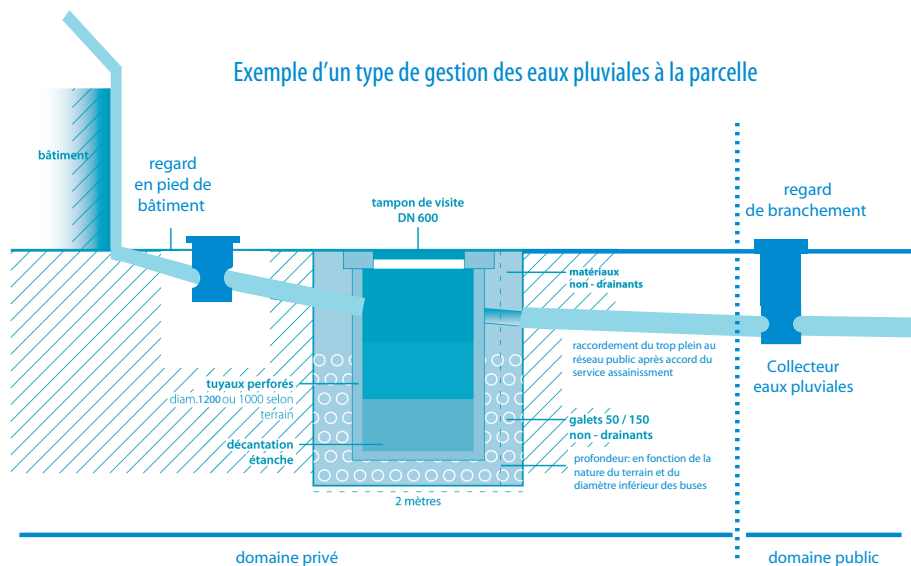 Exemple d'un type de gestion des eaux pluviales à la parcelle
bâtiment
regard
en pied de
bâtiment
tampon de visite
DN 600
regard
de branchement
matériaux
non - drainants
raccordement du trop plein au
réseau public après accord du
service assainissment
Collecteur
eaux pluviales
tuyaux perforés
diam.1200 ou 1000 selon
terrain
galets 50 / 150
non - drainants
décantation
étanche
profondeur: en fonction de la
nature du terrain et du
diamètre inférieur des buses
2 mètres
domaine privé
domaine public